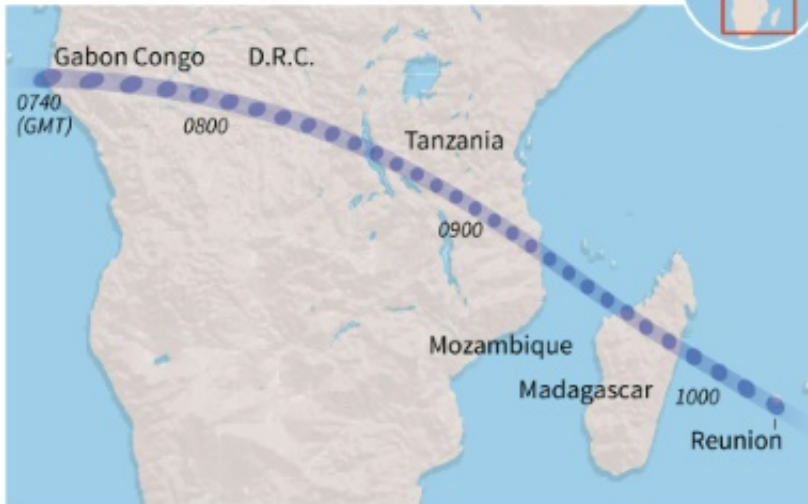 Gabon Congo D.R.C.
0740
(GMT)
0800
Tanzania
0900
Mozambique
Madagascar
1000
Reunion